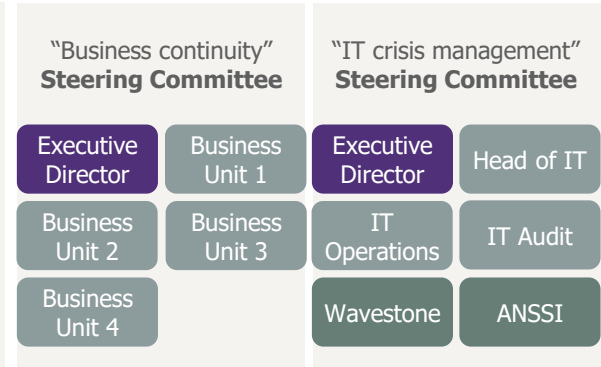 “Business continuity”
Steering Committee
Executive
Director
Business
Unit 1
Business
Unit 2
Business
Unit 3
Business
Unit 4
“IT crisis management”
Steering Committee
Executive
Director
Head of IT
IT
Operations
IT Audit
Wavestone
ANSSI